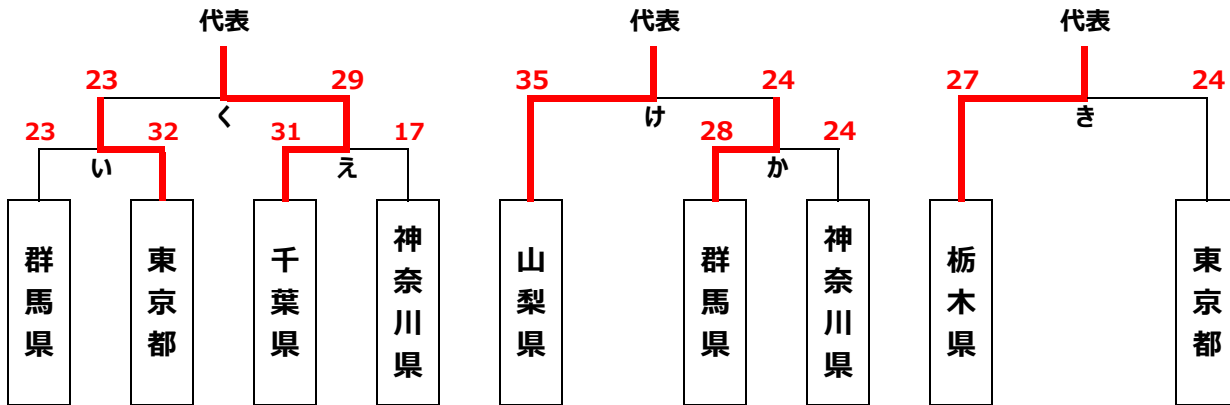 代表 代表 代表
23 29 35 24 27 24
く け き
23 32 31 17 28 24
い え か
群馬県 東京都 千葉県 神奈川県 山梨県 群馬県 神奈川県 栃木県 東京都